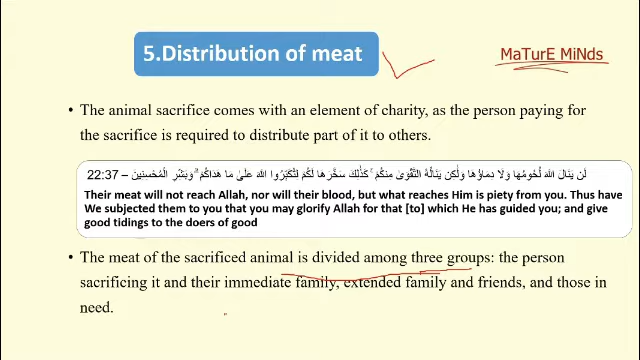 5.Distribution of meat
MaTurE MiNds
• The animal sacrifice comes with an element of charity, as the person paying for
the sacrifice is required to distribute part of it to others.
لَن يَنَالَ اللَّهَ لُحُومُهَا وَلَا دِمَاؤُهَا وَلَٰكِن يَنَالُهُ التَّقْوَىٰ مِنكُمْ ۚ كَذَٰلِكَ سَخَّرَهَا لَكُمْ لِتُكَبِّرُوا اللَّهَ عَلَىٰ مَا هَدَاكُمْ ۗ وَبَشِّرِ الْمُحْسِنِينَ – 22:37
Their meat will not reach Allah, nor will their blood, but what reaches Him is piety from you. Thus have
We subjected them to you that you may glorify Allah for that [to] which He has guided you; and give
good tidings to the doers of good
• The meat of the sacrificed animal is divided among three groups: the person
sacrificing it and their immediate family, extended family and friends, and those in
need.